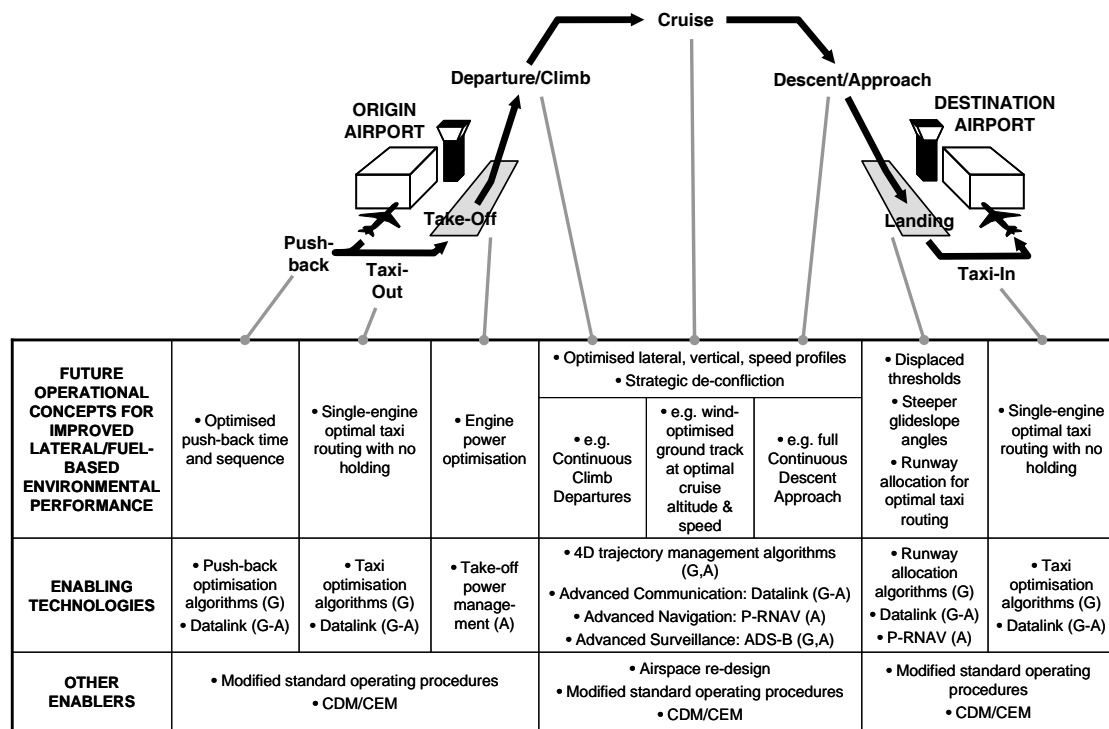 Cruise
Departure/Climb
Descent/Approach
ORIGIN
AIRPORT
DESTINATION
AIRPORT
Take-Off
Landing
Push-
back
Taxi-
Out
Taxi-In
FUTURE
OPERATIONAL
CONCEPTS FOR
IMPROVED
LATERAL/FUEL-
BASED
ENVIRONMENTAL
PERFORMANCE
• Optimised
push-back time
and sequence
• Single-engine
optimal taxi
routing with no
holding
• Engine
power
optimisation
• Optimised lateral, vertical, speed profiles
• Strategic de-confliction
• e.g.
Continuous
Climb
Departures
• e.g. wind-
optimised
ground track
at optimal
cruise
altitude &
speed
• e.g. full
Continuous
Descent
Approach
• Displaced
thresholds
• Steeper
glideslope
angles
• Runway
allocation for
optimal taxi
routing
• Single-engine
optimal taxi
routing with no
holding
ENABLING
TECHNOLOGIES
• Push-back
optimisation
algorithms (G)
• Datalink (G-A)
• Taxi
optimisation
algorithms (G)
• Datalink (G-A)
• Take-off
power
manage-
ment (A)
• 4D trajectory management algorithms
(G,A)
• Advanced Communication: Datalink (G-A)
• Advanced Navigation: P-RNAV (A)
• Advanced Surveillance: ADS-B (G,A)
• Runway
allocation
algorithms (G)
• Datalink (G-A)
• P-RNAV (A)
• Taxi
optimisation
algorithms (G)
• Datalink (G-A)
OTHER
ENABLERS
• Modified standard operating procedures
• CDM/CEM
• Airspace re-design
• Modified standard operating procedures
• CDM/CEM
• Modified standard operating
procedures
• CDM/CEM